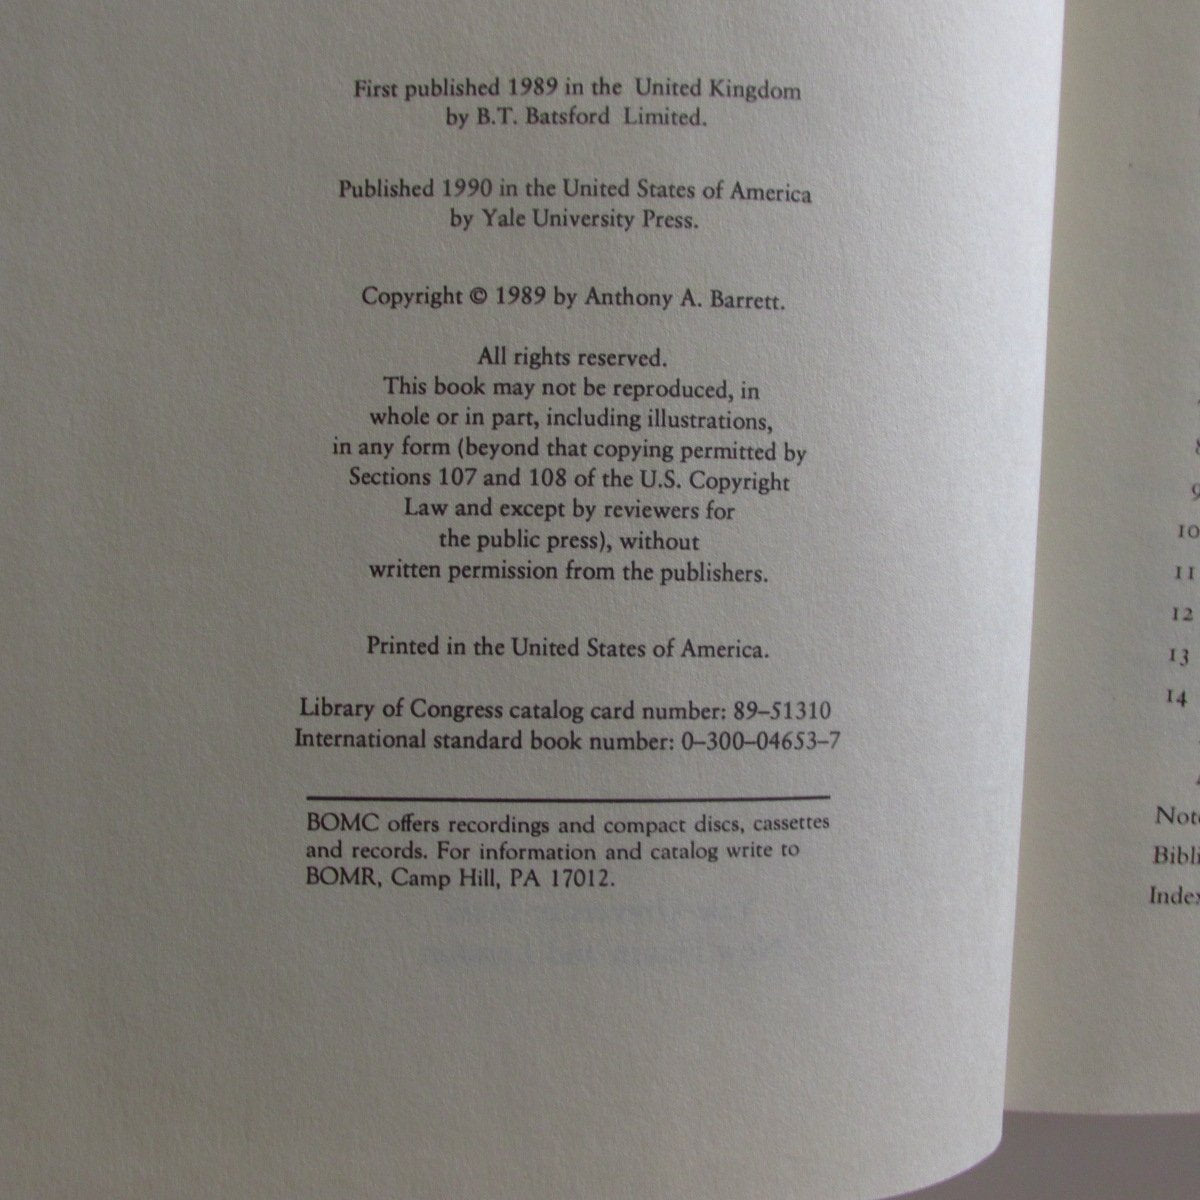 First published 1989 in the United Kingdom
by B.T. Batsford Limited.
Published 1990 in the United States of America
by Yale University Press.
Copyright © 1989 by Anthony A. Barrett.
All rights reserved.
This book may not be reproduced, in
whole or in part, including illustrations,
in any form (beyond that copying permitted by
Sections 107 and 108 of the U.S. Copyright
Law and except by reviewers for
the public press), without
written permission from the publishers.
Printed in the United States of America.
Library of Congress catalog card number: 89–51310
International standard book number: 0–300–04653–7
BOMC offers recordings and compact discs, cassettes
and records. For information and catalog write to
BOMR, Camp Hill, PA 17012.
10
11
12
13
14